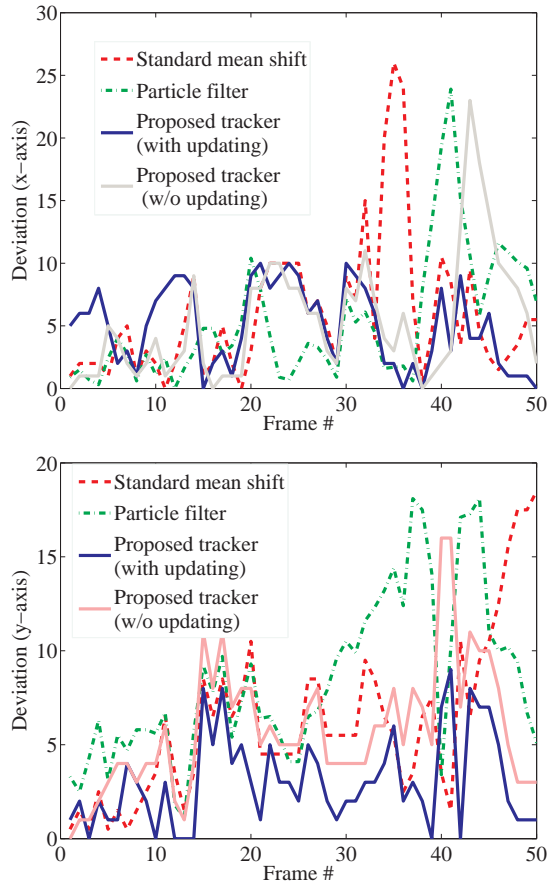 30
25
20
15
10
5
0
Deviation (x−axis)
Standard mean shift
Particle filter
Proposed tracker
(with updating)
Proposed tracker
(w/o updating)
0 10 20 30 40 50
Frame #
20
15
10
5
0
Deviation (y−axis)
Standard mean shift
Particle filter
Proposed tracker
(with updating)
Proposed tracker
(w/o updating)
0 10 20 30 40 50
Frame #